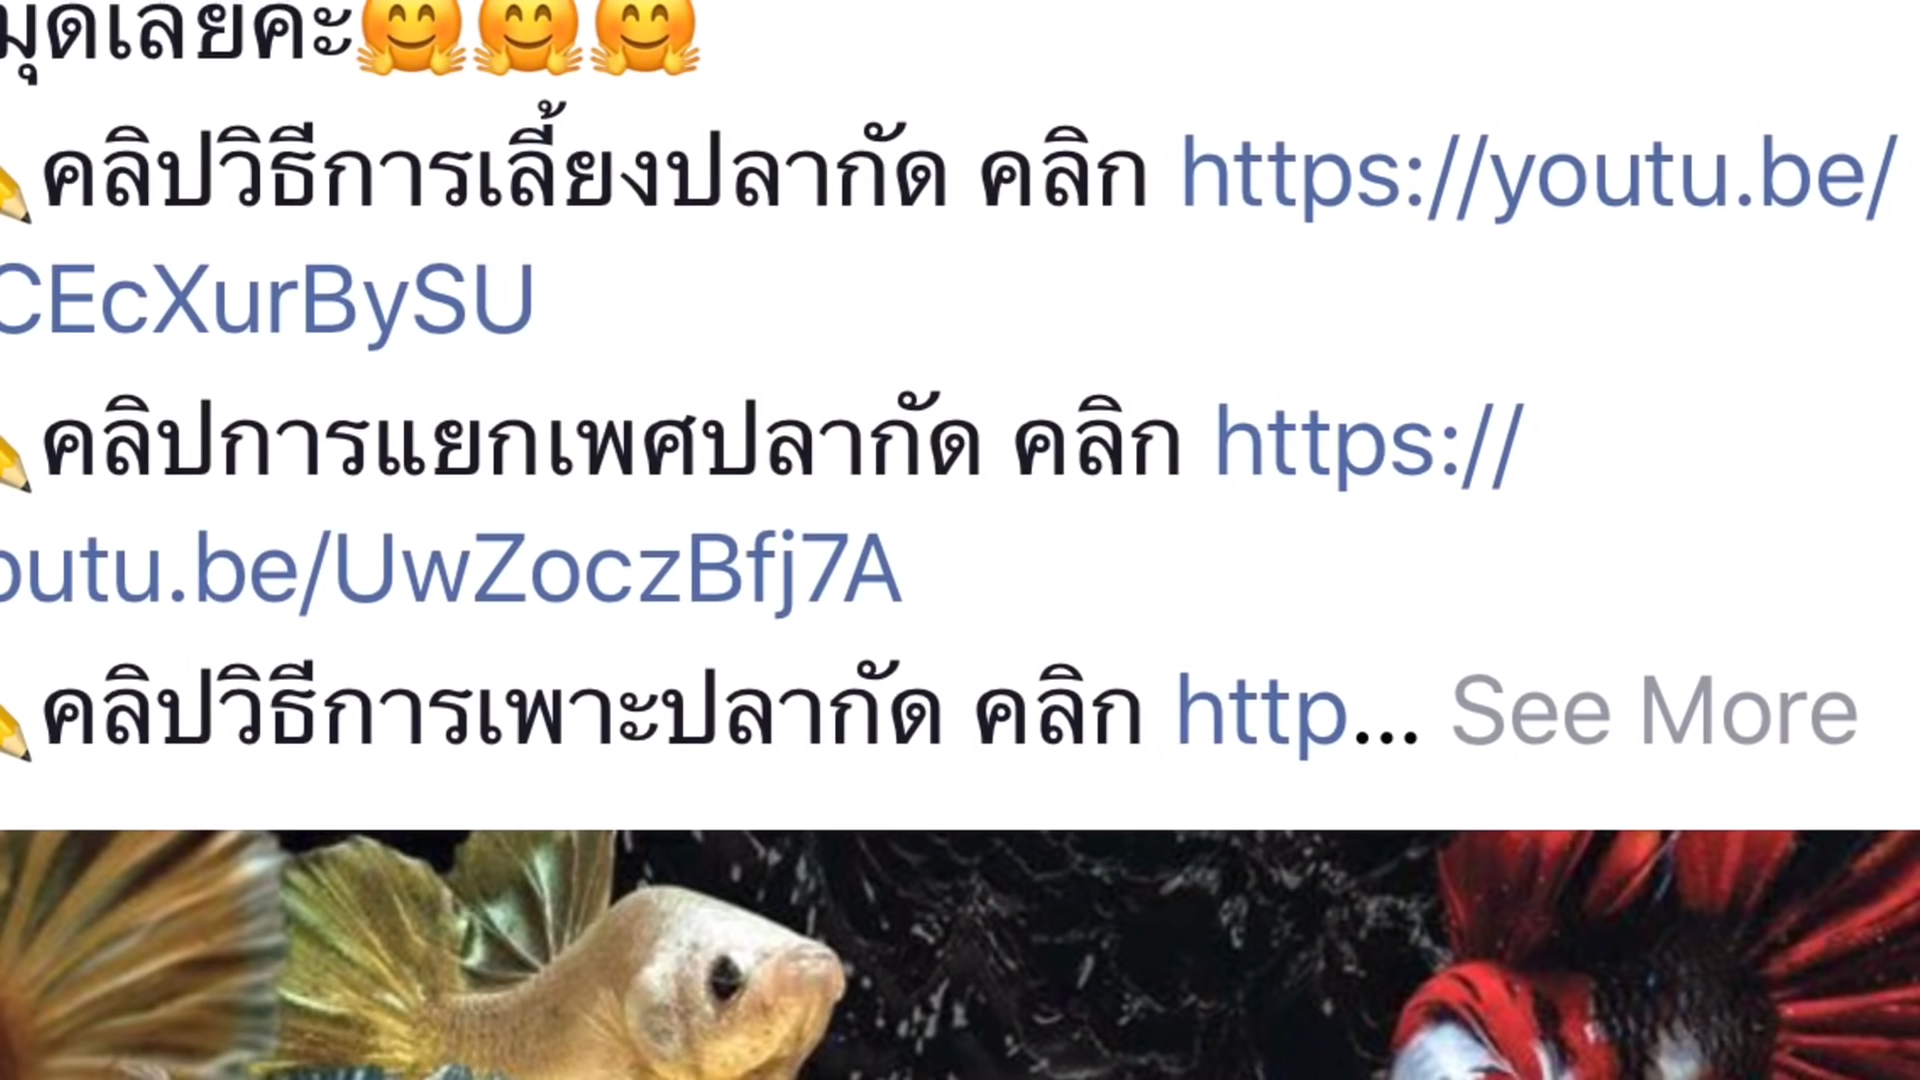 มุดเลยคะ🤗🤗🤗
✏️คลิปวิธีการเลี้ยงปลากัด คลิก https://youtu.be/
CEcXurBySU
✏️คลิปการแยกเพศปลากัด คลิก https://
outu.be/UwZoczBfj7A
✏️คลิปวิธีการเพาะปลากัด คลิก http... See More